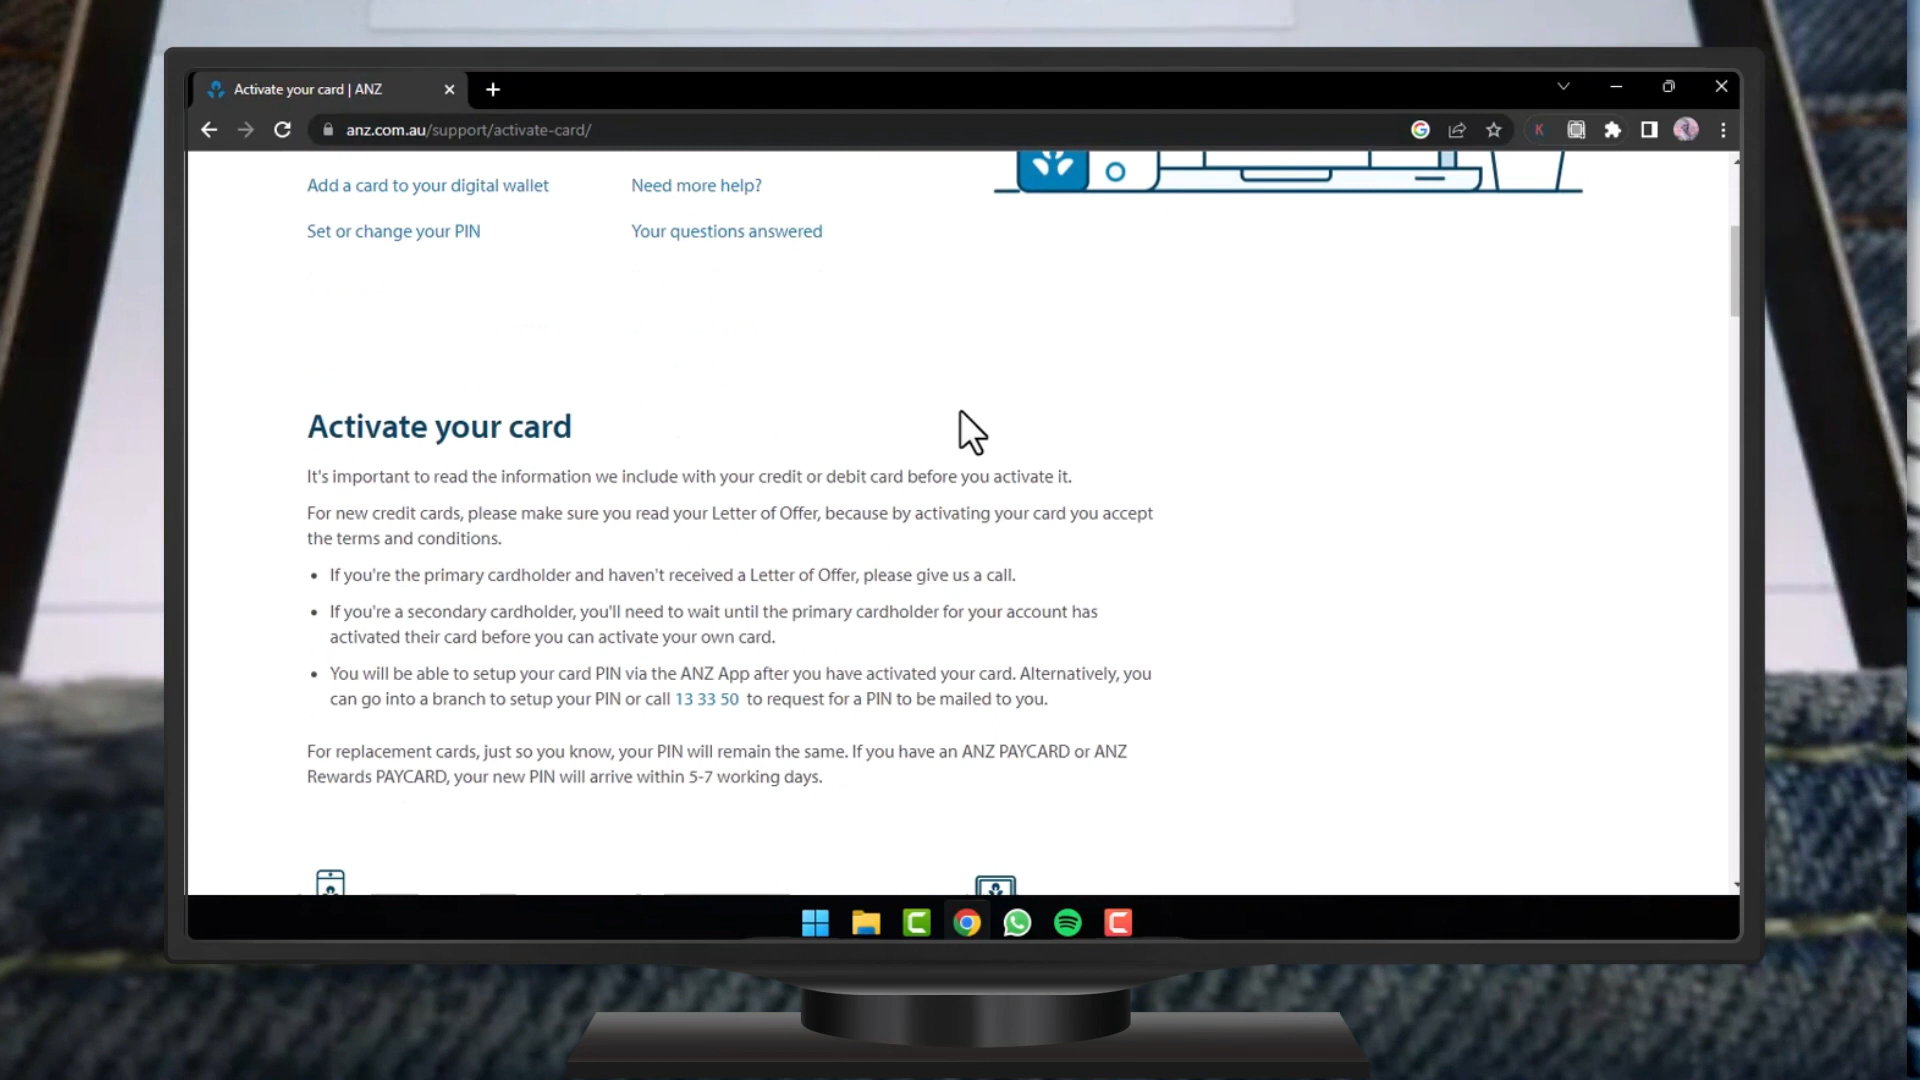 Activate your card | ANZ
anz.com.au/support/activate-card/
K
Add a card to your digital wallet
Need more help?
Set or change your PIN
Your questions answered
Activate your card
It's important to read the information we include with your credit or debit card before you activate it.
For new credit cards, please make sure you read your Letter of Offer, because by activating your card you accept
the terms and conditions.
• If you're the primary cardholder and haven't received a Letter of Offer, please give us a call.
• If you're a secondary cardholder, you'll need to wait until the primary cardholder for your account has
activated their card before you can activate your own card.
• You will be able to setup your card PIN via the ANZ App after you have activated your card. Alternatively, you
can go into a branch to setup your PIN or call 13 33 50 to request for a PIN to be mailed to you.
For replacement cards, just so you know, your PIN will remain the same. If you have an ANZ PAYCARD or ANZ
Rewards PAYCARD, your new PIN will arrive within 5-7 working days.